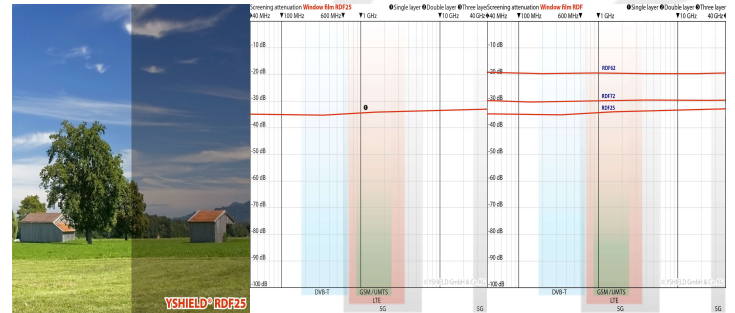 YSHIELD® RDF25
Screening attenuation Window film RDF25 ❶Single layer ❷Double layer ❸Three layer
▼40 MHz ▼100 MHz 600 MHz▼ ▼1 GHz ▼10 GHz 40 GHz
-10 dB
-20 dB
-30 dB
❶
-40 dB
-50 dB
-60 dB
-70 dB
-80 dB
-90 dB
-100 dB
© YSHIELD GmbH & Co. KG
DVB-T GSM/UMTS
LTE
5G 5G
Screening attenuation Window film RDF ❶Single layer ❷Double layer ❸Three layer
▼40 MHz ▼100 MHz 600 MHz▼ ▼1 GHz ▼10 GHz 40 GHz
-10 dB
-20 dB
RDF62
-30 dB
RDF72
RDF25
-40 dB
-50 dB
-60 dB
-70 dB
-80 dB
-90 dB
-100 dB
© YSHIELD GmbH & Co. KG
DVB-T GSM/UMTS
LTE
5G 5G